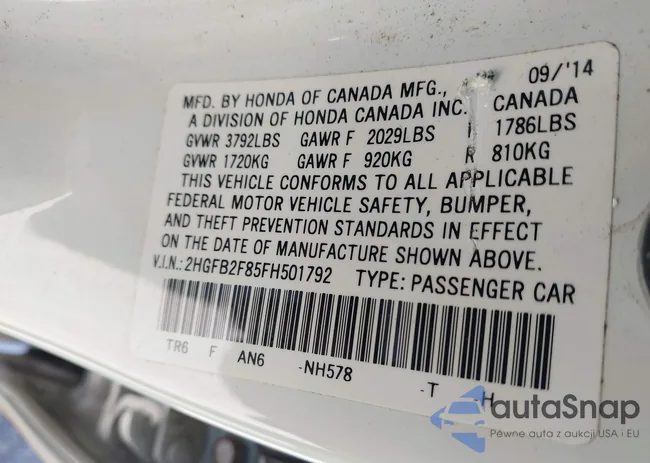 09/'14
MFD. BY HONDA OF CANADA MFG.,
A DIVISION OF HONDA CANADA INC. CANADA
GVWR 3792LBS GAWR F 2029LBS 1786LBS
GVWR 1720KG GAWR F 920KG R 810KG
THIS VEHICLE CONFORMS TO ALL APPLICABLE
FEDERAL MOTOR VEHICLE SAFETY, BUMPER,
AND THEFT PREVENTION STANDARDS IN EFFECT
ON THE DATE OF MANUFACTURE SHOWN ABOVE.
V.I.N.: 2HGFB2F85FH501792 TYPE: PASSENGER CAR
TR6 F AN6 -NH578 -T -H
autaSnap
Pewne auta z aukcji USA i EU